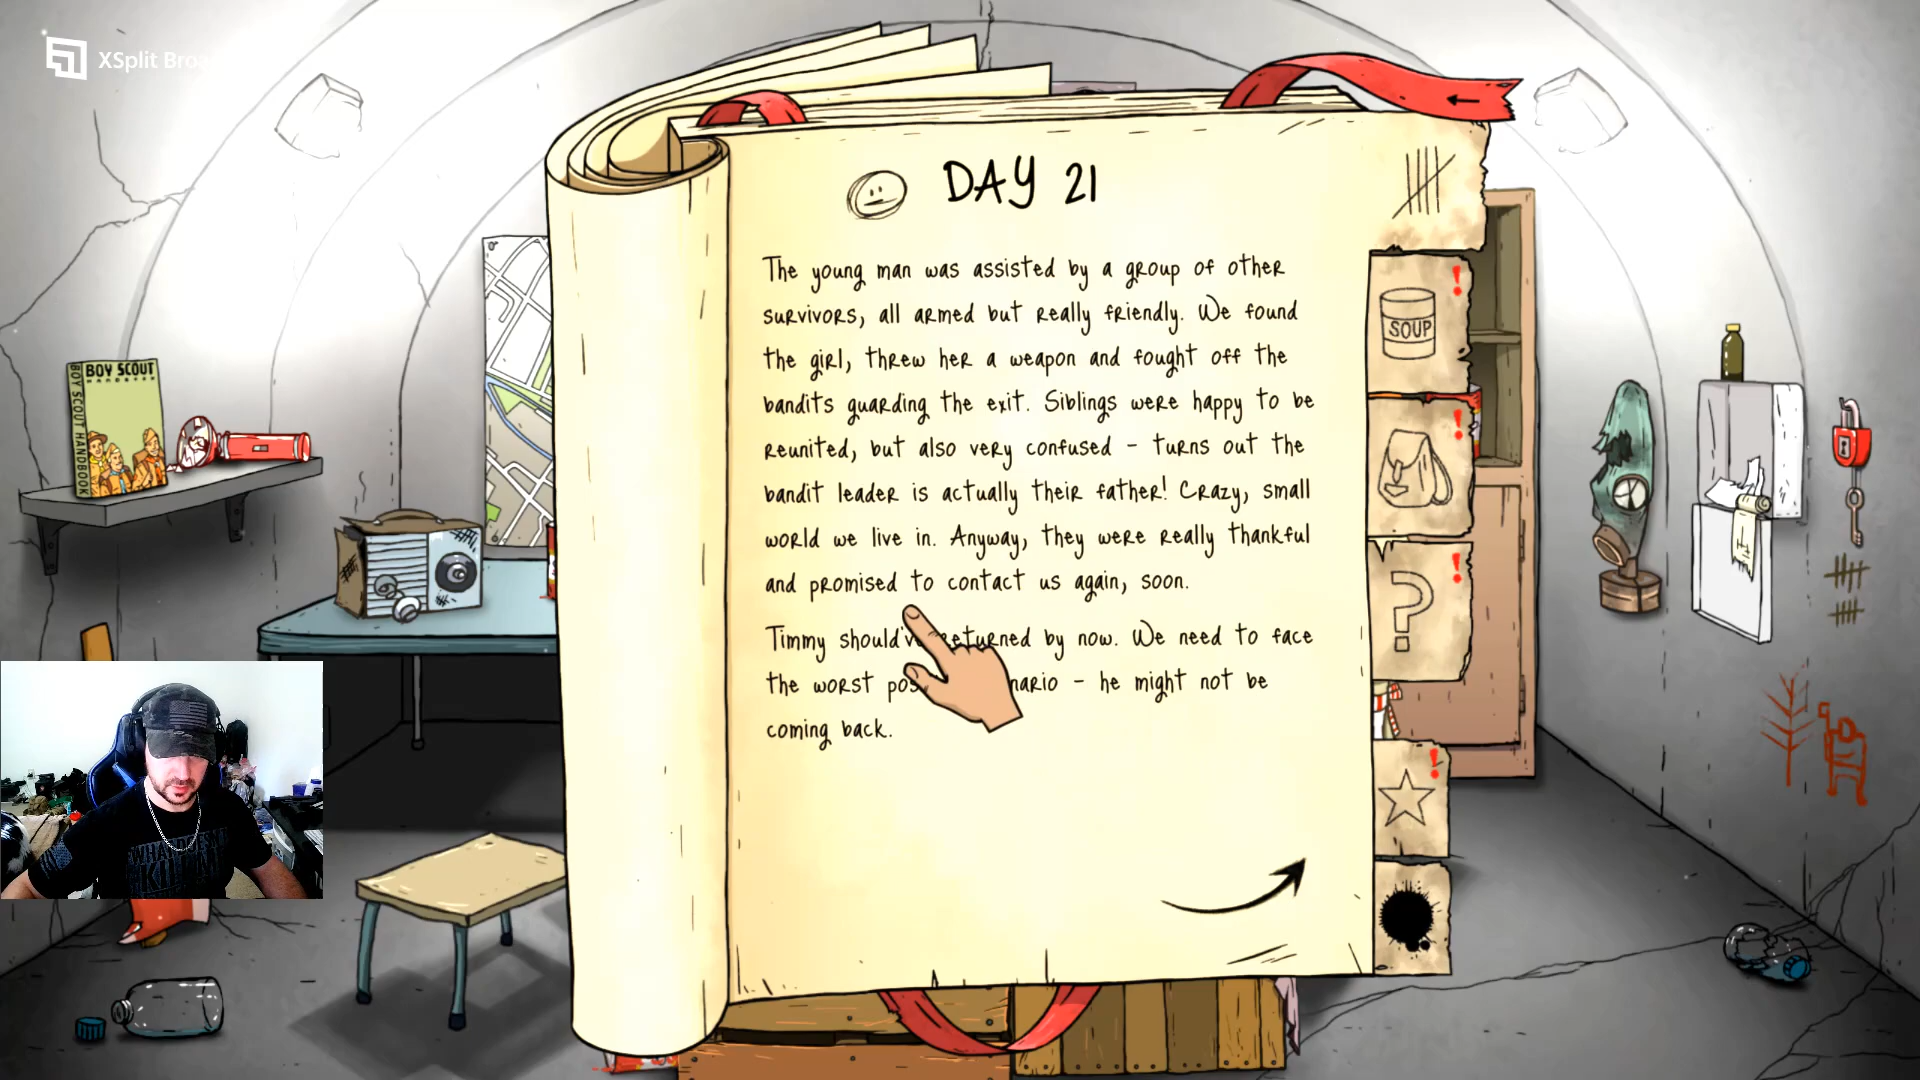 XSplit Broa
DAY 21
The young man was assisted by a group of other
survivors, all armed but really friendly. We found
the girl, threw her a weapon and fought off the
bandits guarding the exit. Siblings were happy to be
reunited, but also very confused - turns out the
bandit leader is actually their father! Crazy, small
world we live in. Anyway, they were really thankful
and promised to contact us again, soon.
Timmy should've returned by now. We need to face
the worst - he might not be
coming back.
SOUP
!
!
!
!
?
BOY SCOUT
HANDBOOK
BOY SCOUT HANDBOOK